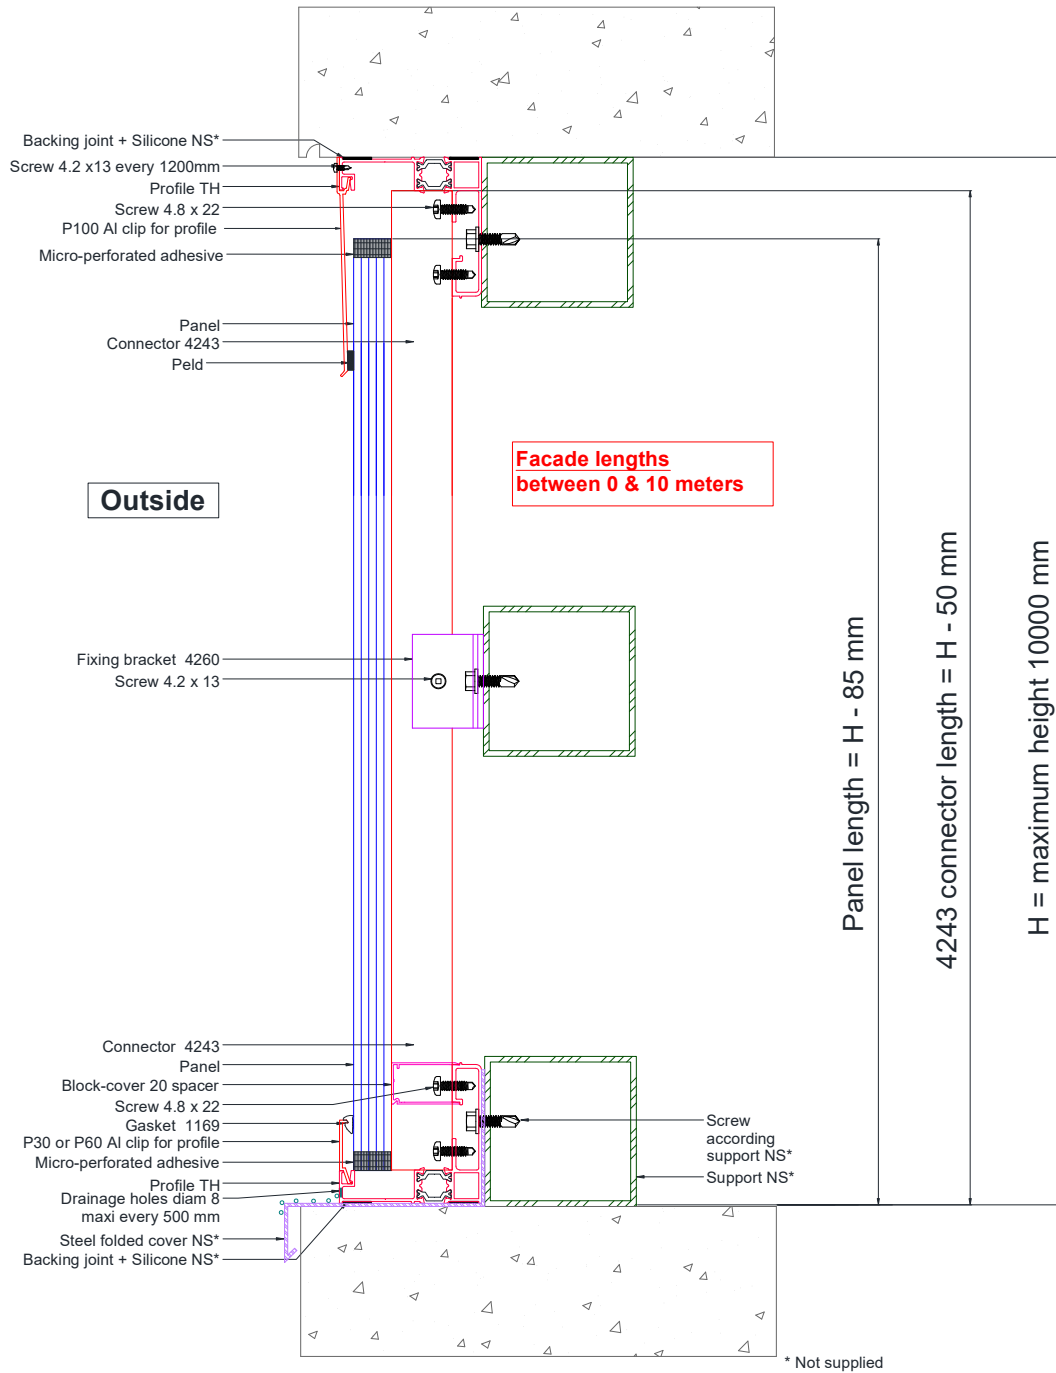 Backing joint + Silicone NS*
Screw 4.2 x13 every 1200mm
Profile TH
Screw 4.8 x 22
P100 Al clip for profile
Micro-perforated adhesive
Panel
Connector 4243
Peld
Facade lengths
between 0 & 10 meters
Outside
Fixing bracket 4260
Screw 4.2 x 13
Panel length = H - 85 mm
4243 connector length = H - 50 mm
H = maximum height 10000 mm
Connector 4243
Panel
Block-cover 20 spacer
Screw 4.8 x 22
Gasket 1169
P30 or P60 Al clip for profile
Micro-perforated adhesive
Profile TH
Drainage holes diam 8
maxi every 500 mm
Steel folded cover NS*
Backing joint + Silicone NS*
Screw
according
support NS*
Support NS*
* Not supplied